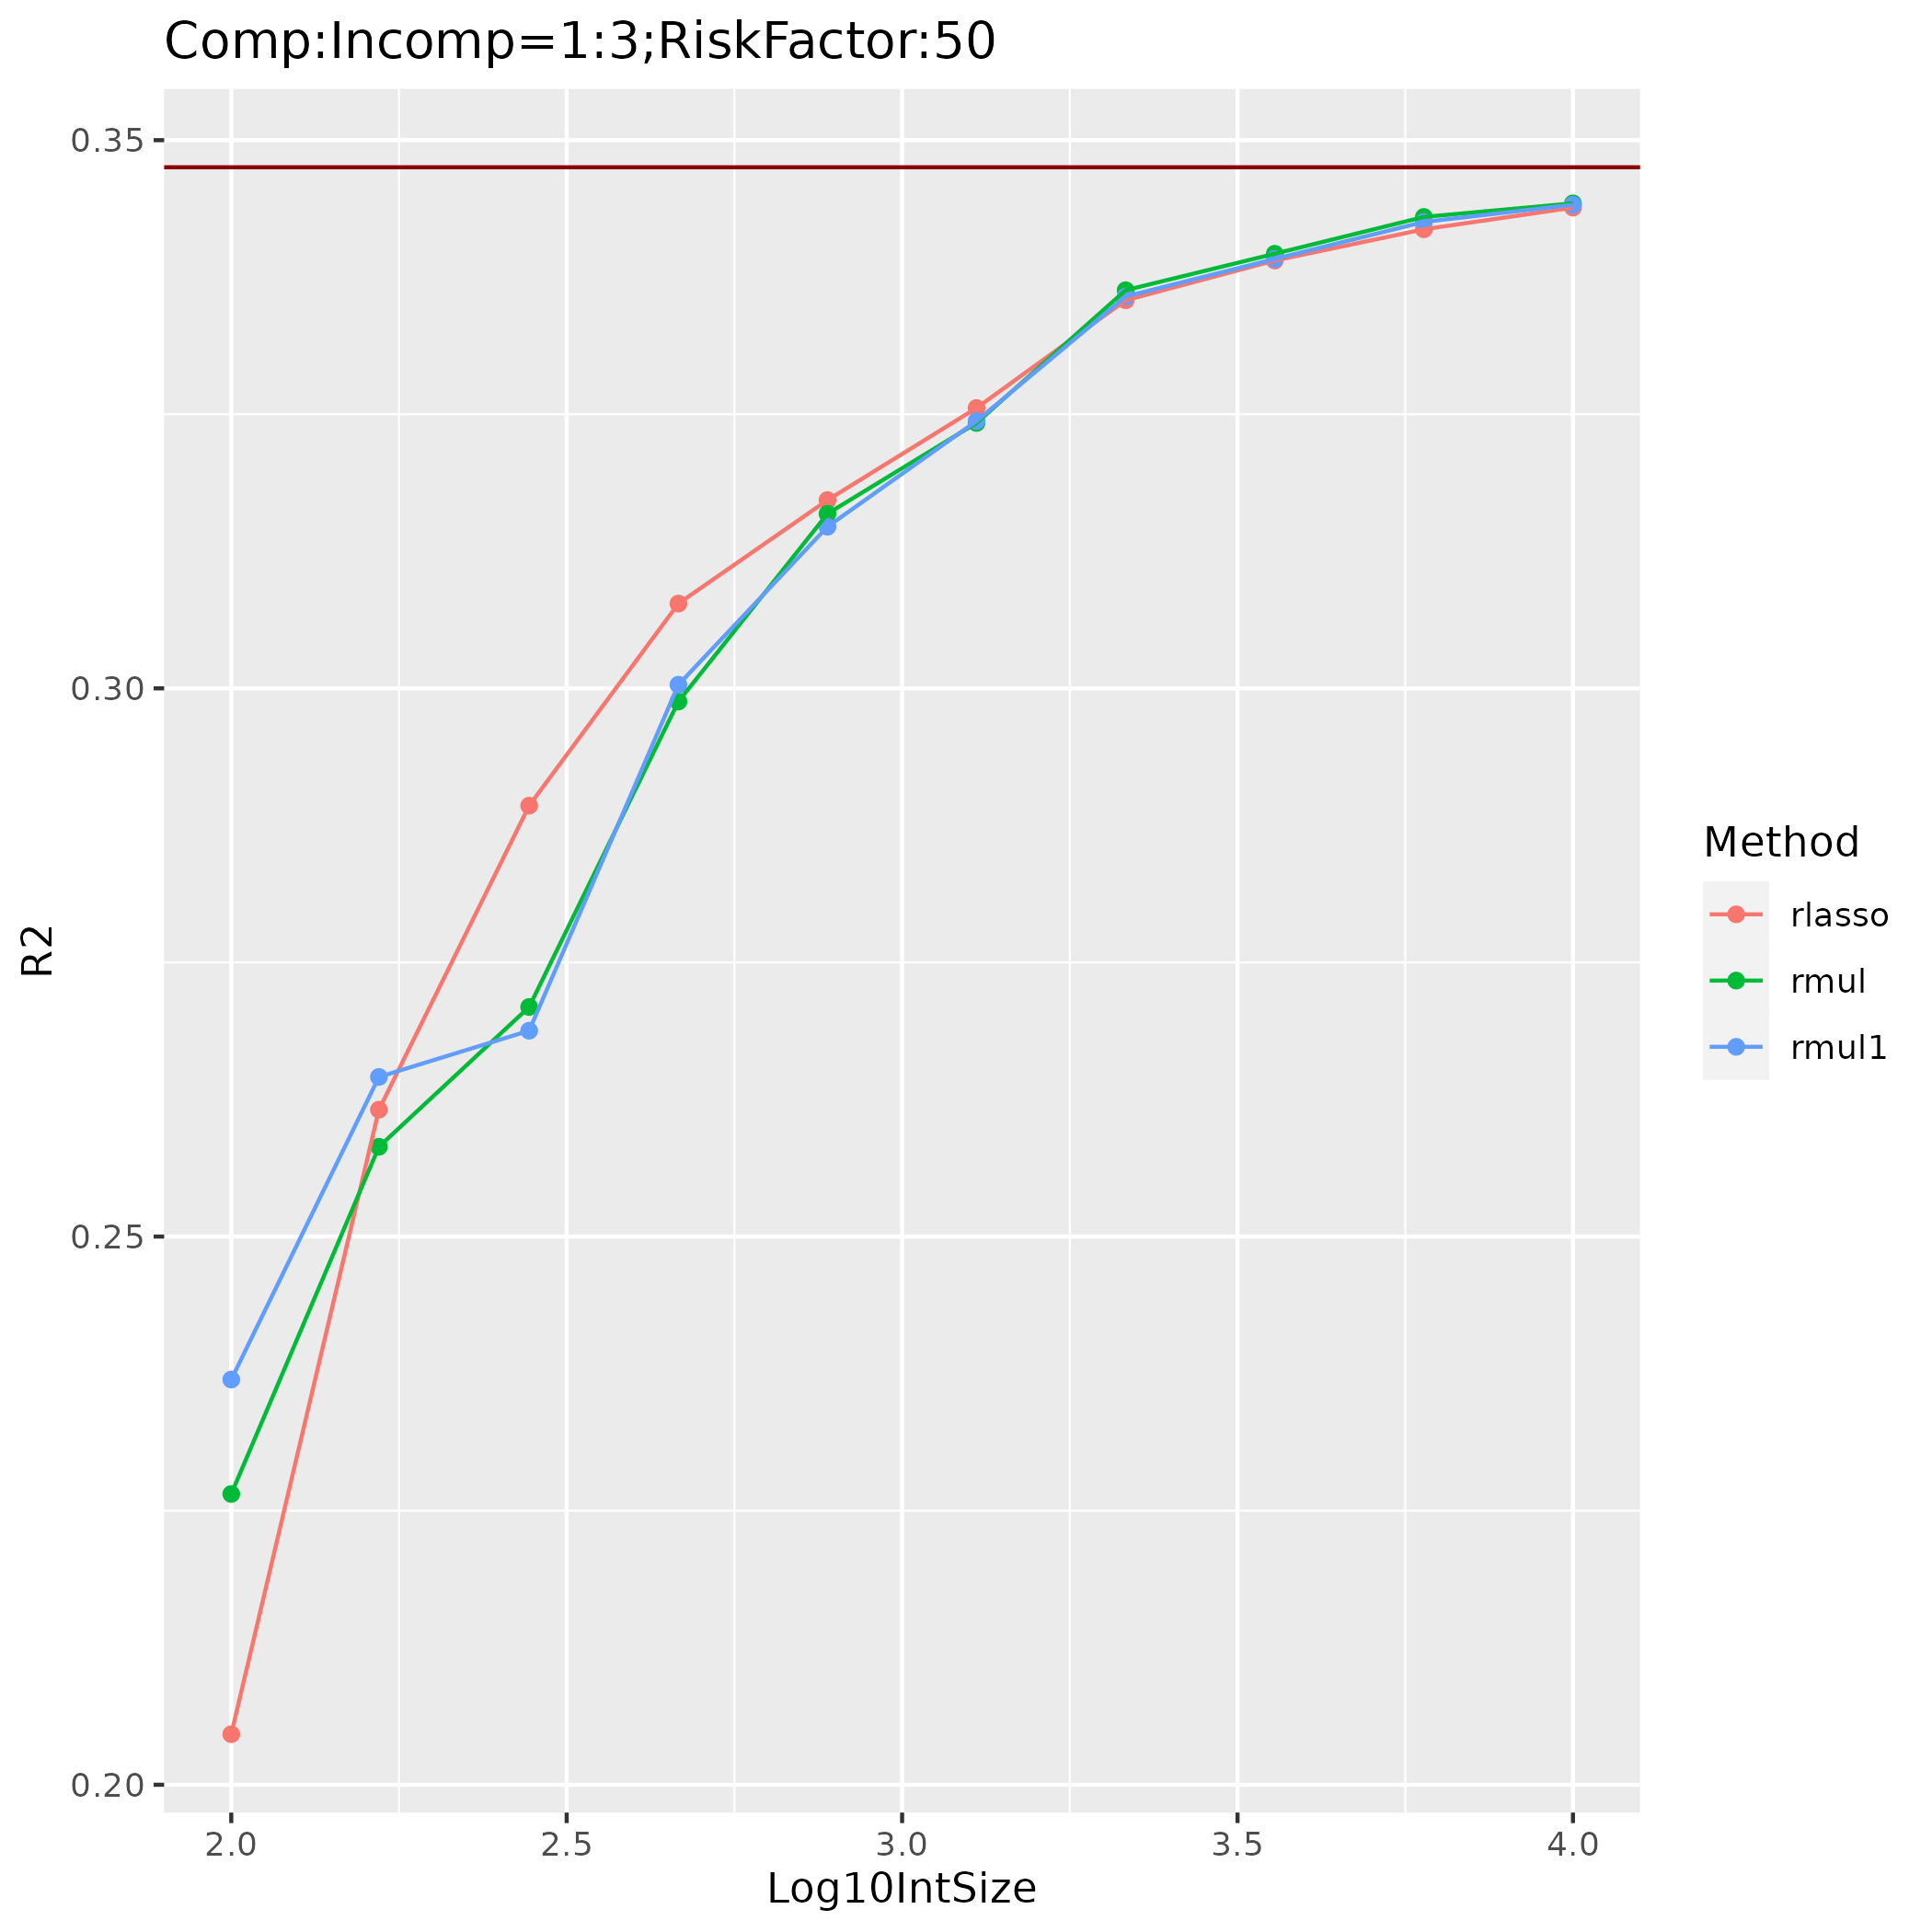 Comp:Incomp=1:3;RiskFactor:50
0.35
0.30
0.25
0.20
R2
2.0 2.5 3.0 3.5 4.0
Log10IntSize
Method
rlasso
rmul
rmul1